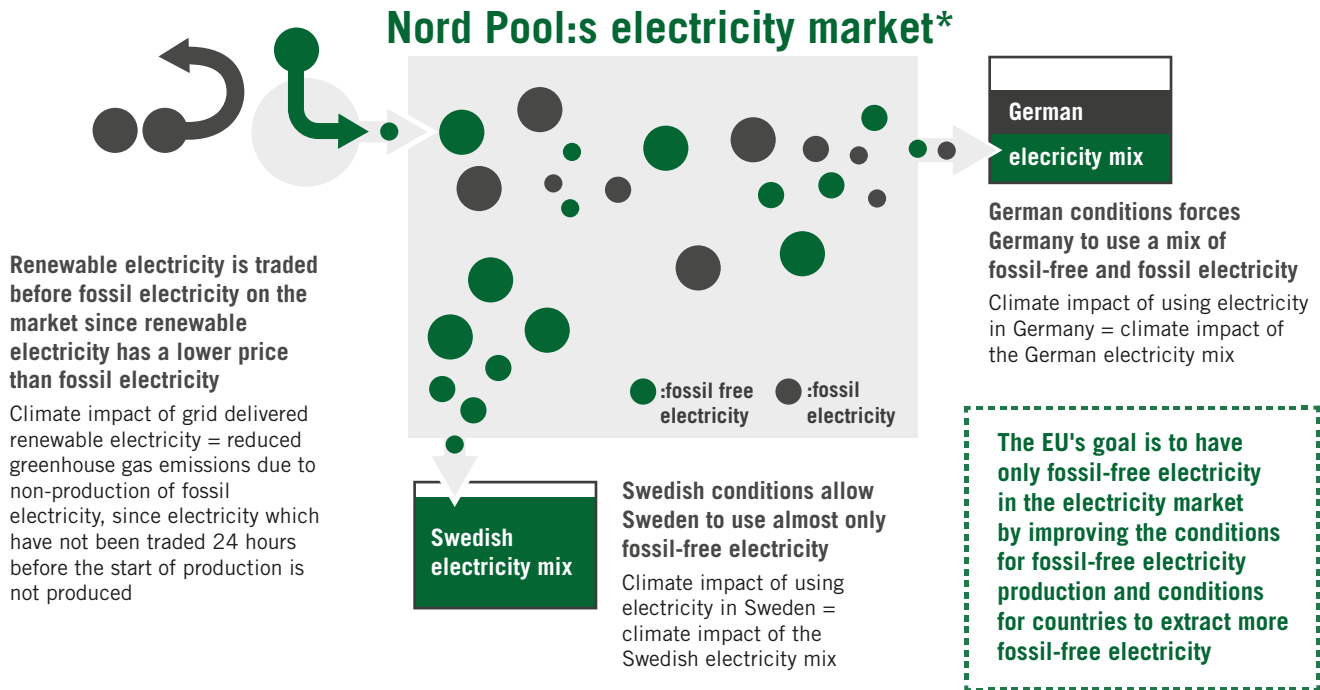 Nord Pool:s electricity market*
Renewable electricity is traded
before fossil electricity on the
market since renewable
electricity has a lower price
than fossil electricity
Climate impact of grid delivered
renewable electricity = reduced
greenhouse gas emissions due to
non-production of fossil
electricity, since electricity which
have not been traded 24 hours
before the start of production is
not produced
:fossil free
electricity
:fossil
electricity
Swedish
electricity mix
Swedish conditions allow
Sweden to use almost only
fossil-free electricity
Climate impact of using
electricity in Sweden =
climate impact of the
Swedish electricity mix
German
elecricity mix
German conditions forces
Germany to use a mix of
fossil-free and fossil electricity
Climate impact of using electricity
in Germany = climate impact of
the German electricity mix
The EU's goal is to have
only fossil-free electricity
in the electricity market
by improving the conditions
for fossil-free electricity
production and conditions
for countries to extract more
fossil-free electricity